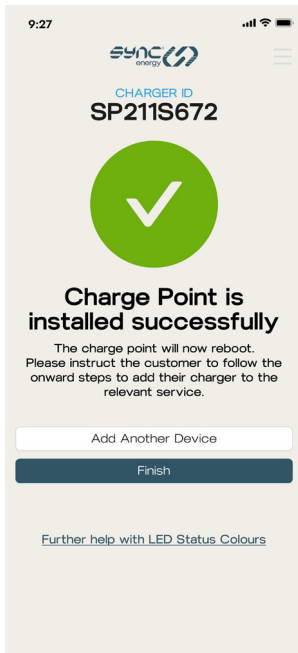 9:27
sync
energy
CHARGER ID
SP211S672
Charge Point is
installed successfully
The charge point will now reboot.
Please instruct the customer to follow the
onward steps to add their charger to the
relevant service.
Add Another Device
Finish
Further help with LED Status Colours